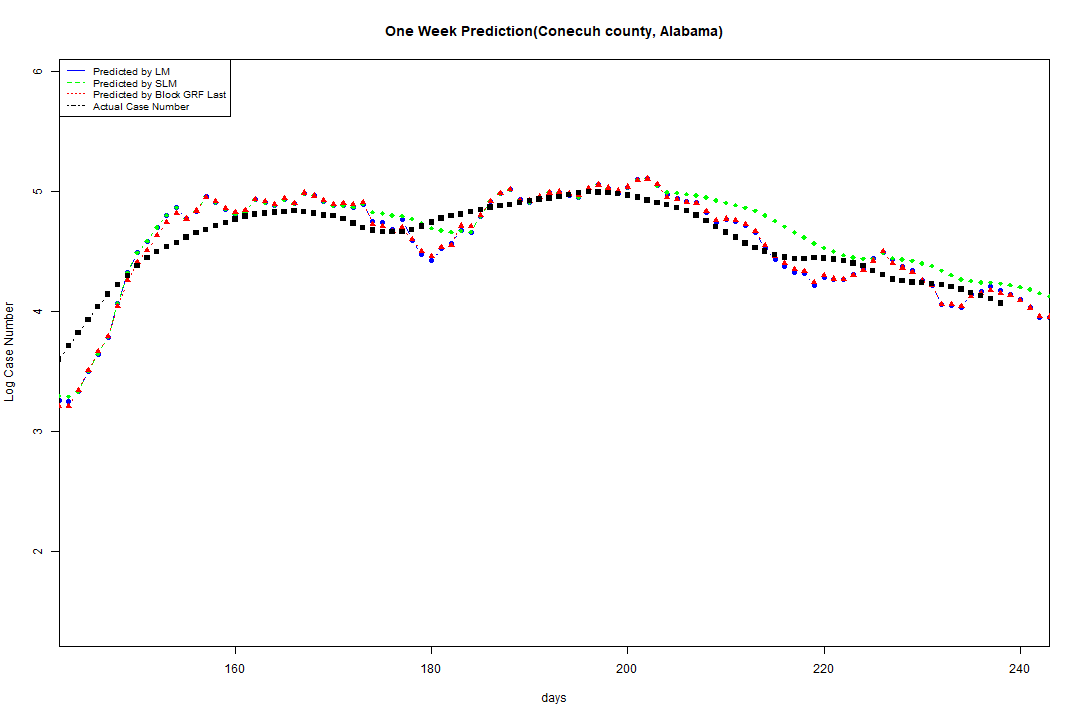 One Week Prediction(Conecuh county, Alabama)
Predicted by LM
Predicted by SLM
Predicted by Block GRF Last
Actual Case Number
6
5
4
3
2
Log Case Number
160
180
200
220
240
days